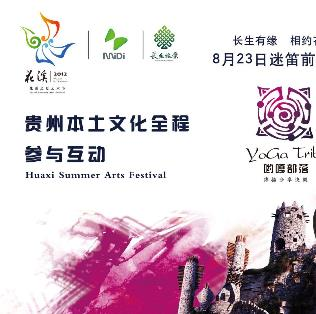 花溪 2012
MiDi
长生有缘 相约
8月23日迷笛前
贵州本土文化全程
参与互动
Huaxi Summer Arts Festival
YoGa Trib
哟嘎部落